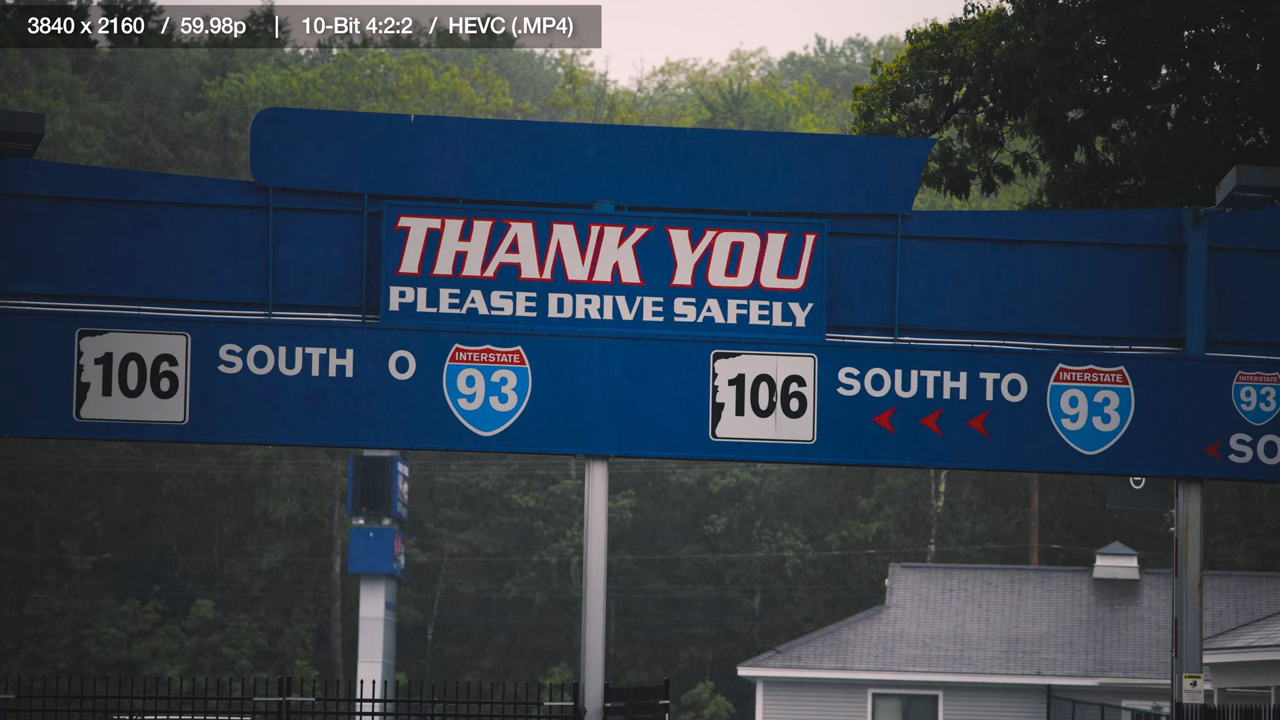 3840 x 2160 / 59.98p | 10-Bit 4:2:2 / HEVC (.MP4)
THANK YOU
PLEASE DRIVE SAFELY
106 SOUTH O INTERSTATE 93
106 SOUTH TO INTERSTATE 93
INTERSTATE 93
SO